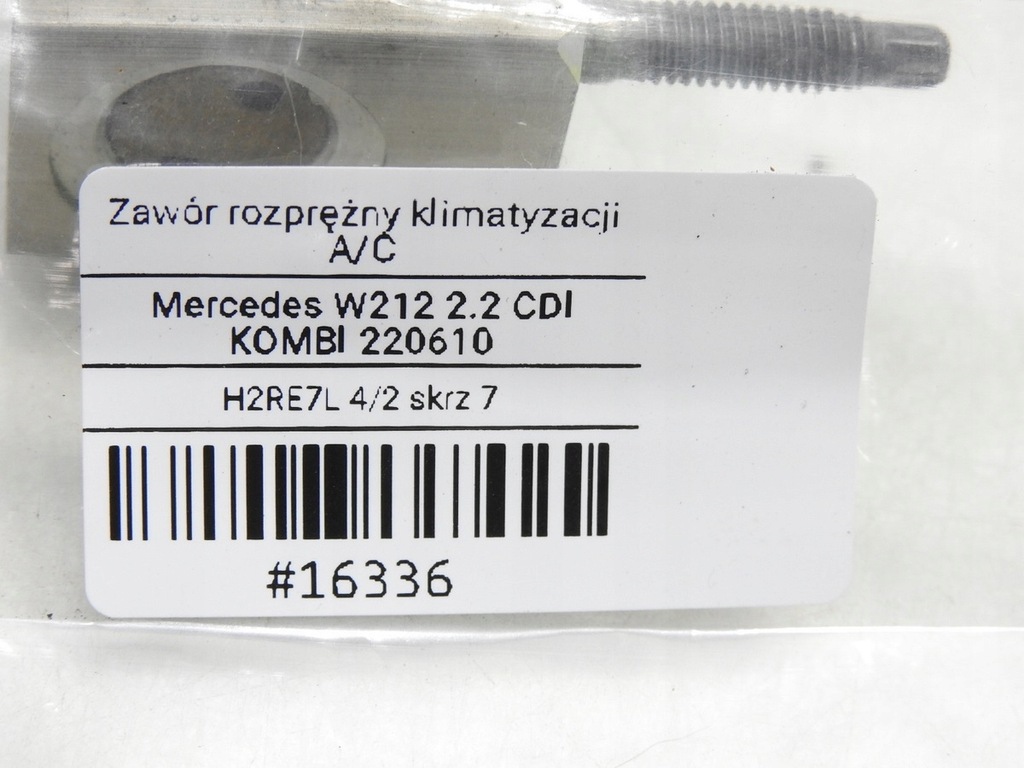 Zawór rozprężny klimatyzacji
A/C
Mercedes W212 2.2 CDI
KOMBI 220610
H2RE7L 4/2 skrz 7
#16336